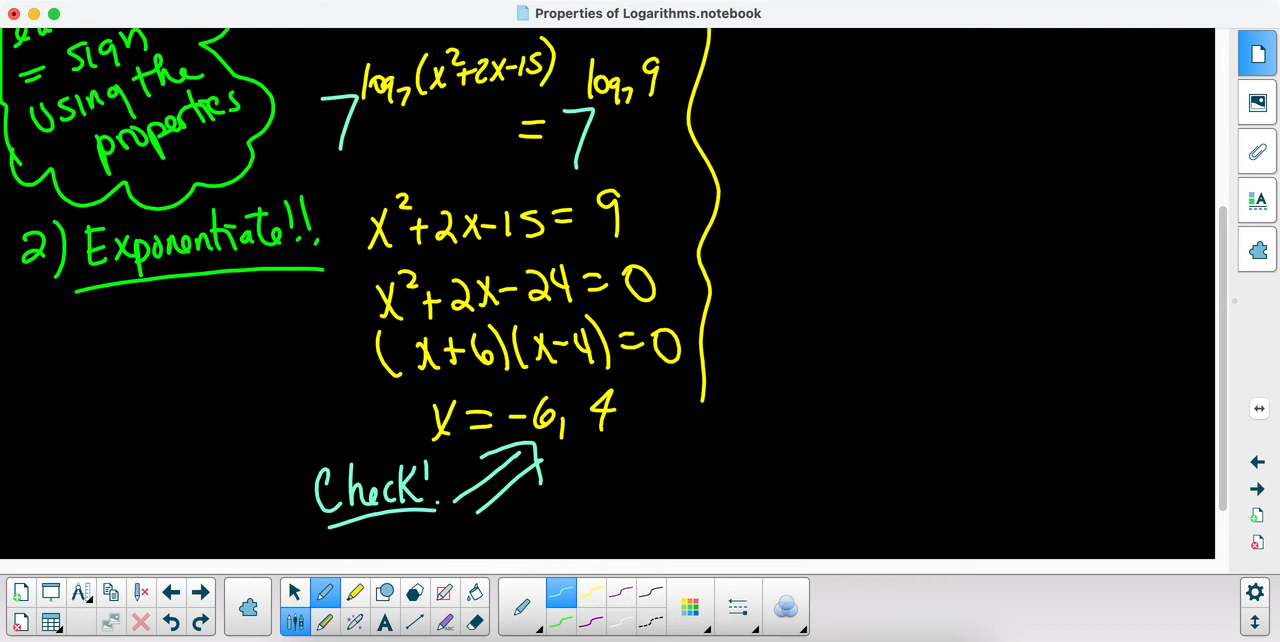 Properties of Logarithms.notebook
= sign
using the
properties
7^log₇(x²+2x-15) = 7^log₇ 9
x²+2x-15 = 9
2) Exponentiate!!
x²+2x-24 = 0
(x+6)(x-4) = 0
x = -6, 4
Check!